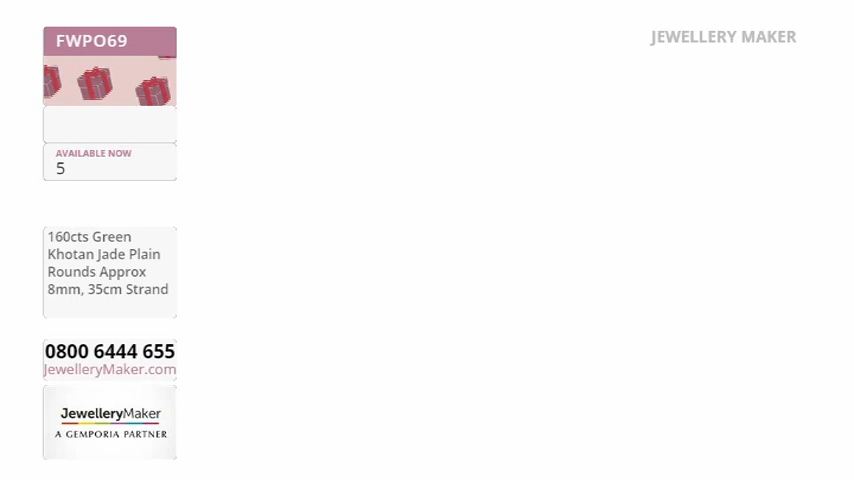 FWPO69
JEWELLERY MAKER
AVAILABLE NOW
5
160cts Green
Khotan Jade Plain
Rounds Approx
8mm, 35cm Strand
0800 6444 655
JewelleryMaker.com
JewelleryMaker
A GEMPORIA PARTNER